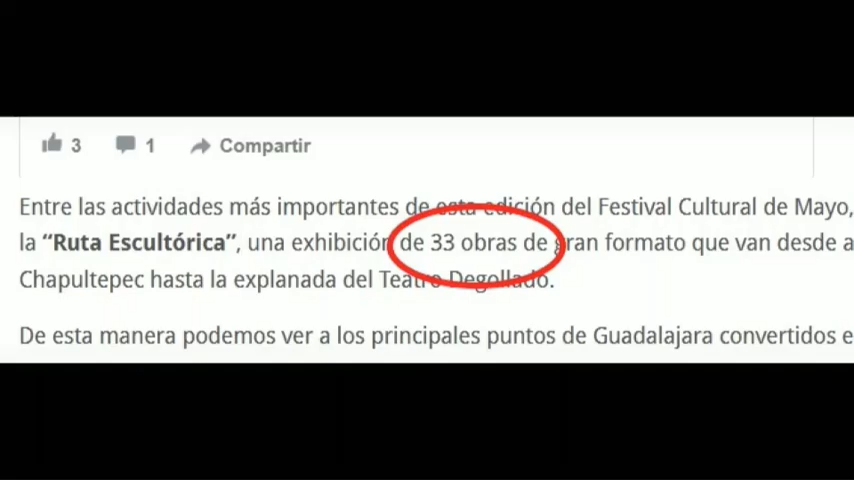 3 1 Compartir
Entre las actividades más importantes de esta edición del Festival Cultural de Mayo,
la “Ruta Escultórica”, una exhibición de 33 obras de gran formato que van desde a
Chapultepec hasta la explanada del Teatro Degollado.
De esta manera podemos ver a los principales puntos de Guadalajara convertidos e